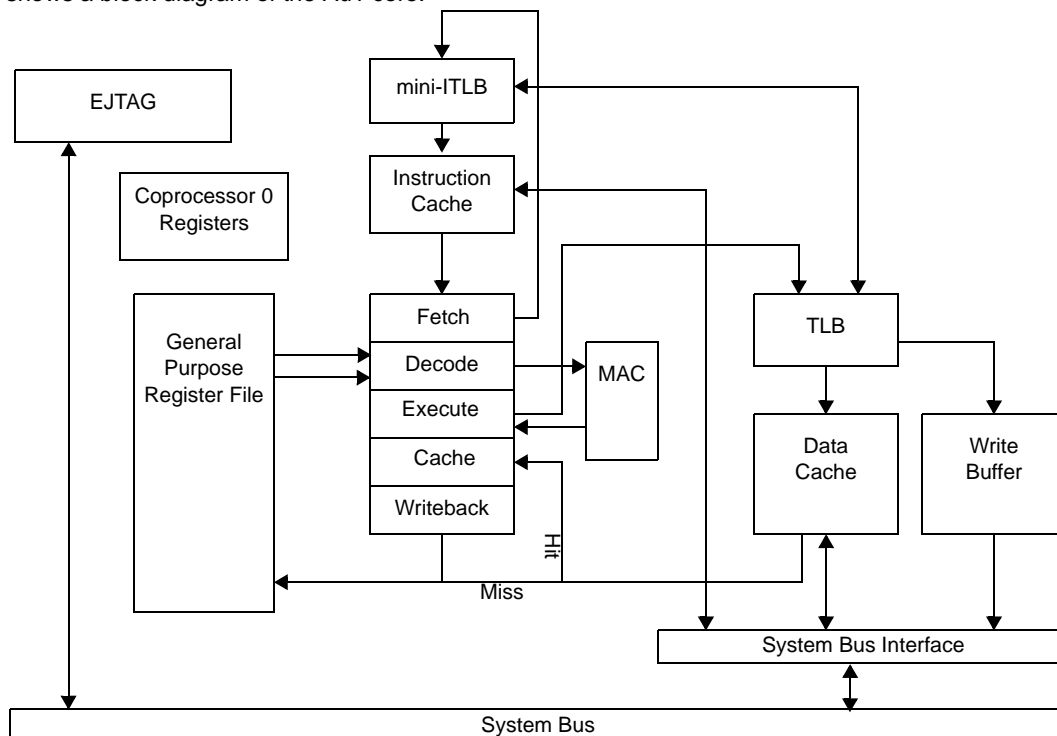 mini-ITLB
EJTAG
Instruction
Cache
Coprocessor 0
Registers
Fetch
TLB
General
Purpose
Register File
Decode
MAC
Execute
Data
Cache
Write
Buffer
Cache
Writeback
Hit
Miss
System Bus Interface
System Bus